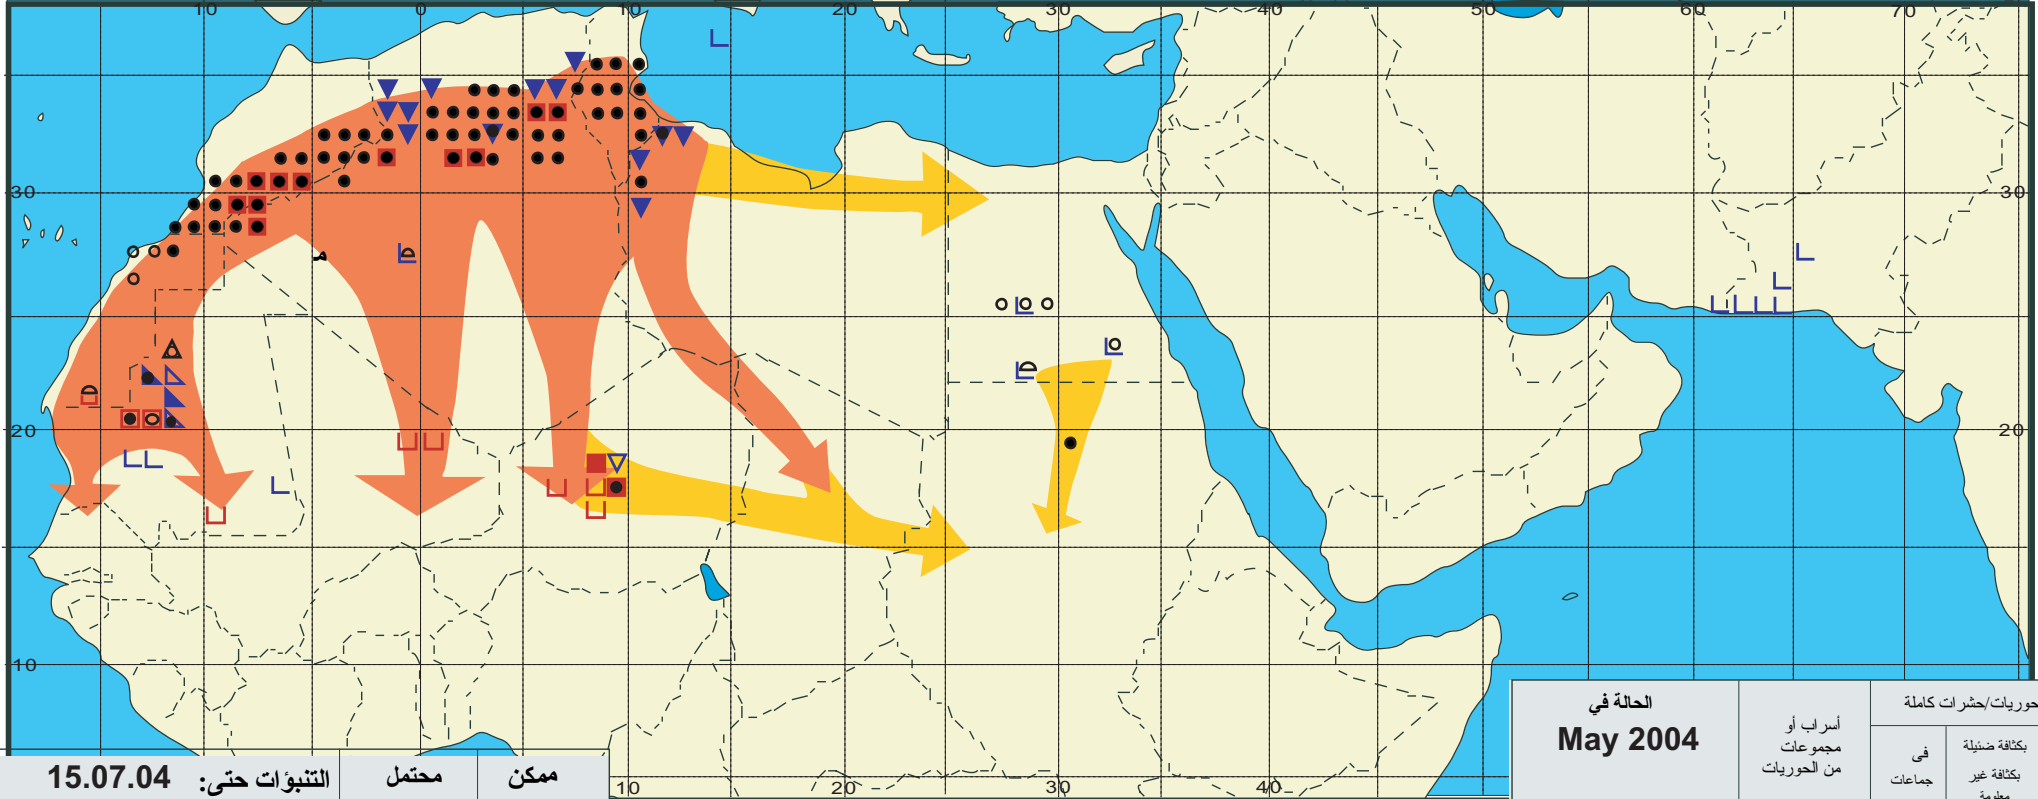 10 0 10 20 30 40 50 60 70
30 30
20 20
10
الحالة في
May 2004
أسراب أو
مجموعات
من الحوريات
حوريات/حشرات كاملة
فى
جماعات
بكثافة ضئيلة
بكثافة غير
معلومة
التنبؤات حتى: 15.07.04
محتمل
ممكن
10 20 30 40